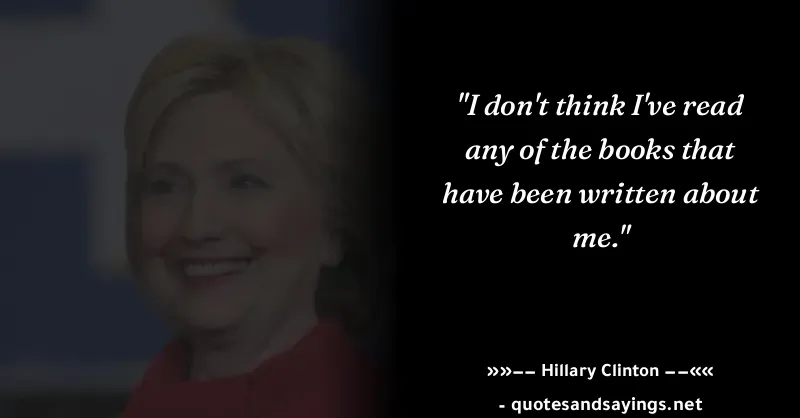 "I don't think I've read
any of the books that
have been written about
me."
»»–– Hillary Clinton ––««
- quotesandsayings.net